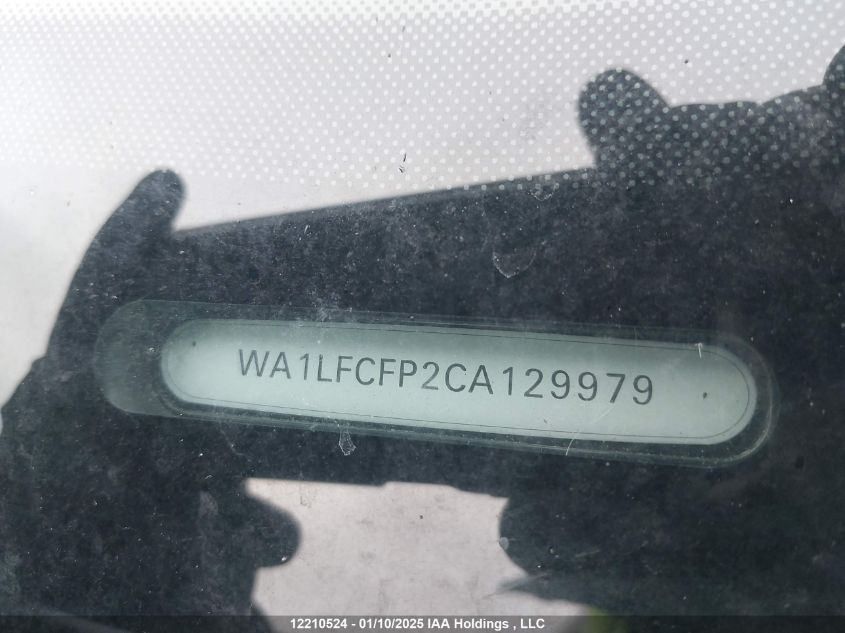 WA1LFCFP2CA129979
12210524 - 01/10/2025 IAA Holdings , LLC